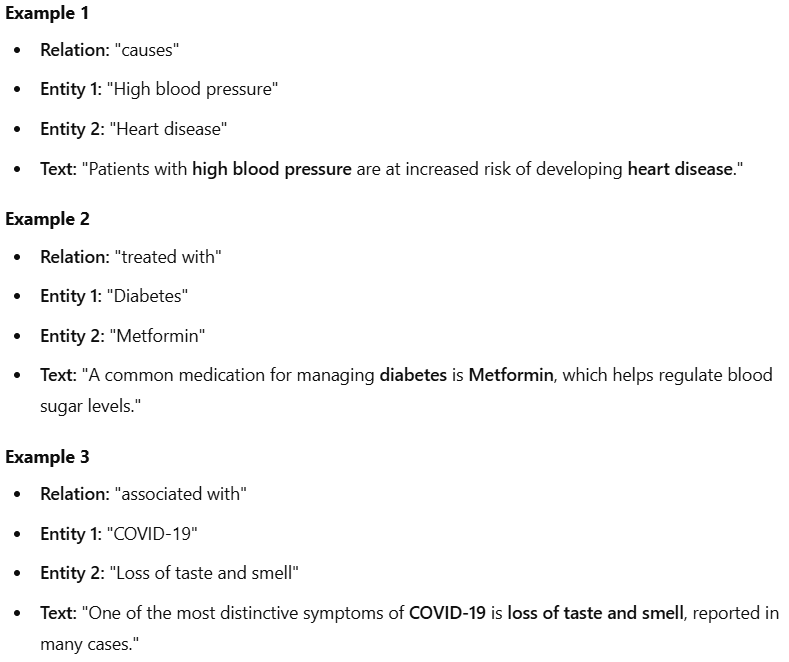 Example 1
• Relation: "causes"
• Entity 1: "High blood pressure"
• Entity 2: "Heart disease"
• Text: "Patients with high blood pressure are at increased risk of developing heart disease."
Example 2
• Relation: "treated with"
• Entity 1: "Diabetes"
• Entity 2: "Metformin"
• Text: "A common medication for managing diabetes is Metformin, which helps regulate blood
sugar levels."
Example 3
• Relation: "associated with"
• Entity 1: "COVID-19"
• Entity 2: "Loss of taste and smell"
• Text: "One of the most distinctive symptoms of COVID-19 is loss of taste and smell, reported in
many cases."